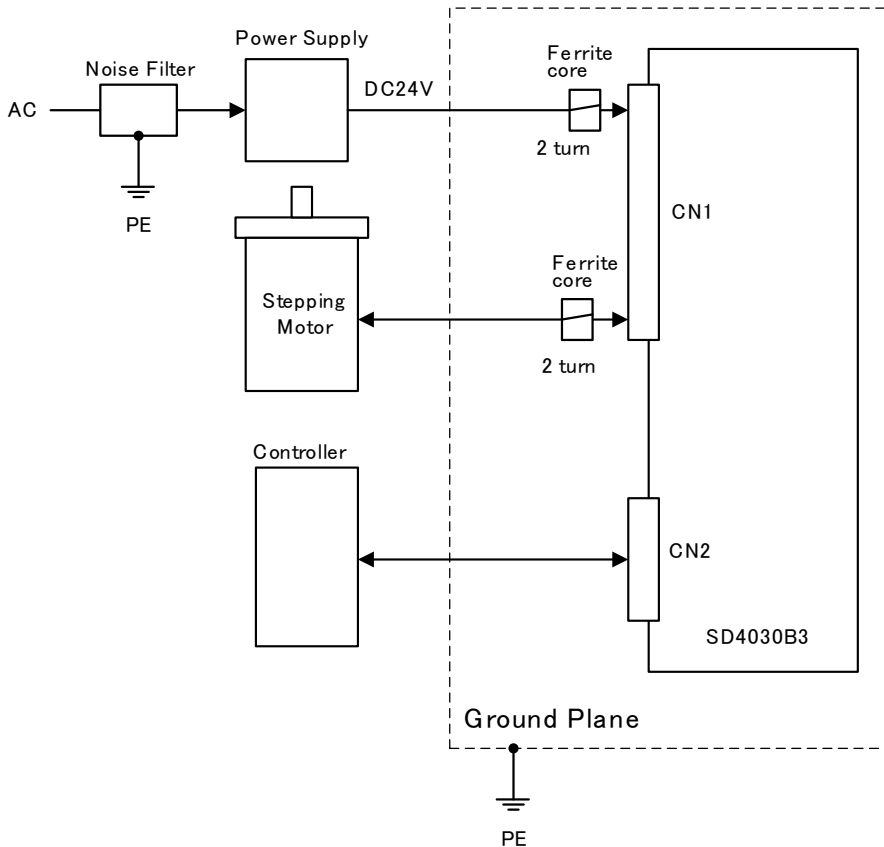 Power Supply
Noise Filter
AC
DC24V
Ferrite
core
2 turn
PE
CN1
Stepping
Motor
Ferrite
core
2 turn
Controller
CN2
SD4030B3
Ground Plane
PE